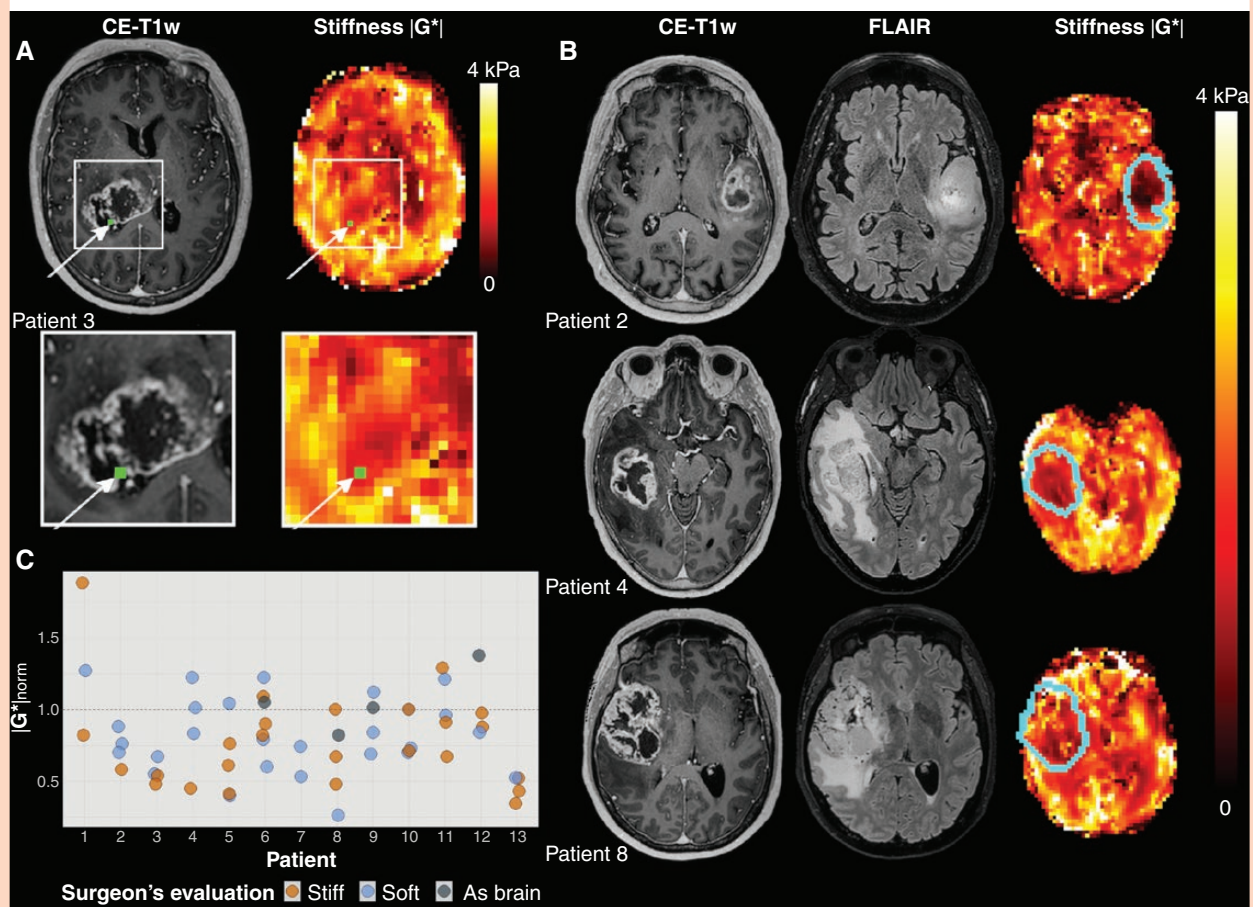 CE-T1w Stiffness |G*|
A
4 kPa
0
Patient 3
CE-T1w FLAIR Stiffness |G*|
B
4 kPa
Patient 2
Patient 4
Patient 8
0
C
|G*|norm
1.5
1.0
0.5
1 2 3 4 5 6 7 8 9 10 11 12 13
Patient
Surgeon's evaluation Stiff Soft As brain